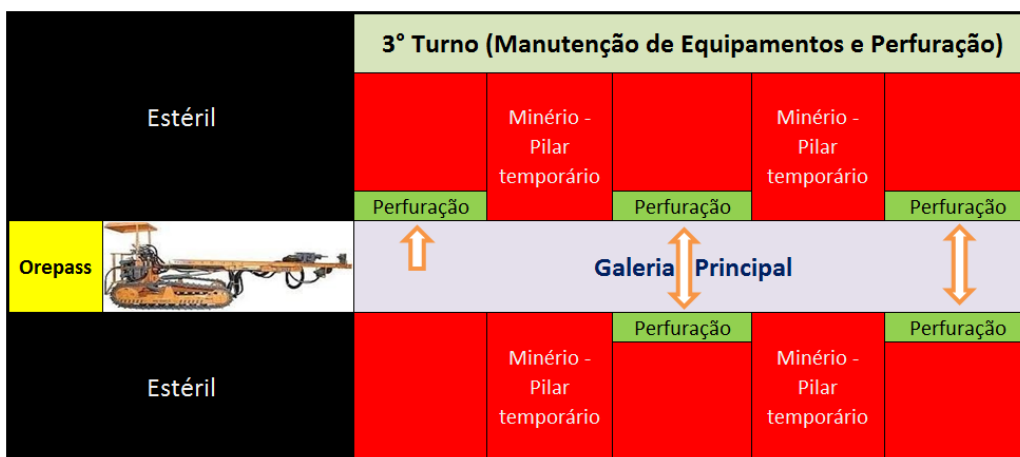 3° Turno (Manutenção de Equipamentos e Perfuração)
Estéril
Minério -
Pilar
temporário
Minério -
Pilar
temporário
Perfuração
Perfuração
Perfuração
Orepass
Galeria Principal
Perfuração
Perfuração
Estéril
Minério -
Pilar
temporário
Minério -
Pilar
temporário